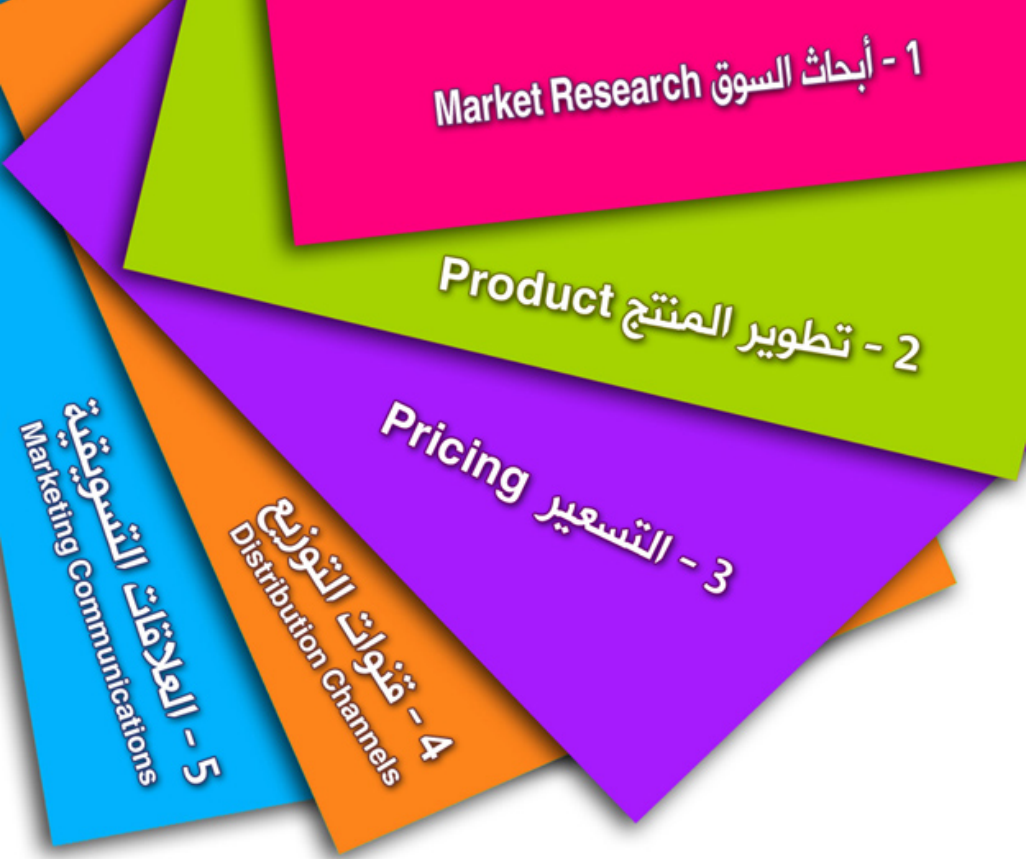 1 - أبحاث السوق Market Research
2 - تطوير المنتج Product
3 - التسعير Pricing
4 - قنوات التوزيع
Distribution Channels
5 - العلاقات التسويقية
Marketing Communications